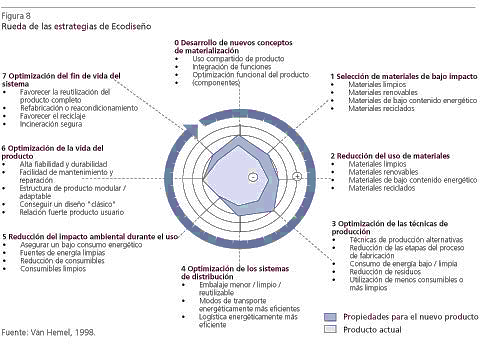 Figura 8
Rueda de las estrategias de Ecodiseño
0 Desarrollo de nuevos conceptos
de materialización
• Uso compartido de producto
• Integración de funciones
• Optimización funcional del producto
(componentes)
1 Selección de materiales de bajo impacto
• Materiales limpios
• Materiales renovables
• Materiales de bajo contenido energético
• Materiales reciclados
2 Reducción del uso de materiales
• Materiales limpios
• Materiales renovables
• Materiales de bajo contenido energético
• Materiales reciclados
3 Optimización de las técnicas de
producción
• Técnicas de producción alternativas
• Reducción de las etapas del proceso
de fabricación
• Consumo de energía bajo / limpia
• Reducción de residuos
• Utilización de menos consumibles o
más limpios
4 Optimización de los sistemas
de distribución
• Embalaje menor / limpio /
reutilizable
• Modos de transporte
energéticamente más eficientes
• Logística energéticamente más
eficiente
5 Reducción del impacto ambiental durante el uso
• Asegurar un bajo consumo energético
• Fuentes de energía limpias
• Reducción de consumibles
• Consumibles limpios
6 Optimización de la vida del
producto
• Alta fiabilidad y durabilidad
• Facilidad de mantenimiento y
reparación
• Estructura de producto modular /
adaptable
• Conseguir un diseño "clásico"
• Relación fuerte producto usuario
7 Optimización del fin de vida del
sistema
• Favorecer la reutilización del
producto completo
• Refabricación o reacondicionamiento
• Favorecer el reciclaje
• Incineración segura
- +
Propiedades para el nuevo producto
Producto actual
Fuente: Van Hemel, 1998.